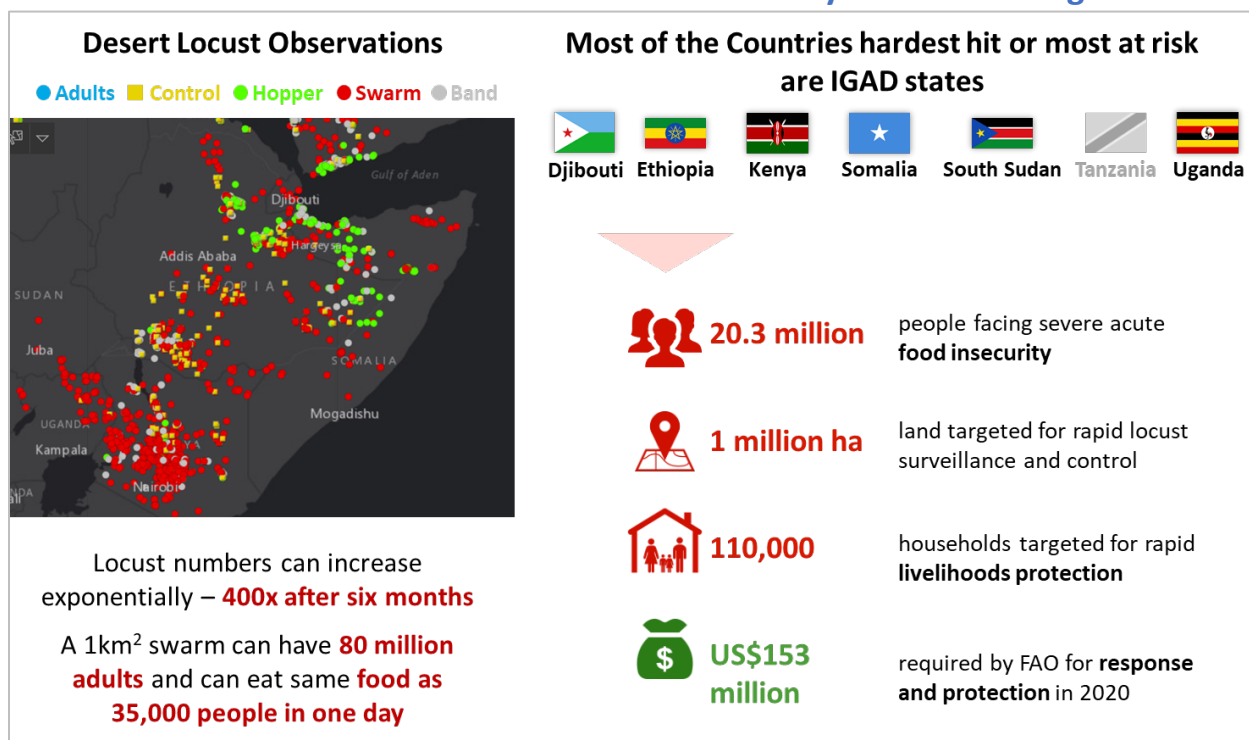 Desert Locust Observations
Adults Control Hopper Swarm Band
Gulf of Aden
Djibouti
Hargeysa
Addis Ababa
ETHIOPIA
SUDAN
Juba
SOMALIA
Mogadishu
UGANDA
Kampala
Nairobi
Locust numbers can increase
exponentially – 400x after six months
A 1km² swarm can have 80 million
adults and can eat same food as
35,000 people in one day
Most of the Countries hardest hit or most at risk
are IGAD states
Djibouti Ethiopia Kenya Somalia South Sudan Tanzania Uganda
20.3 million
people facing severe acute
food insecurity
1 million ha
land targeted for rapid locust
surveillance and control
110,000
households targeted for rapid
livelihoods protection
US$153
million
required by FAO for response
and protection in 2020